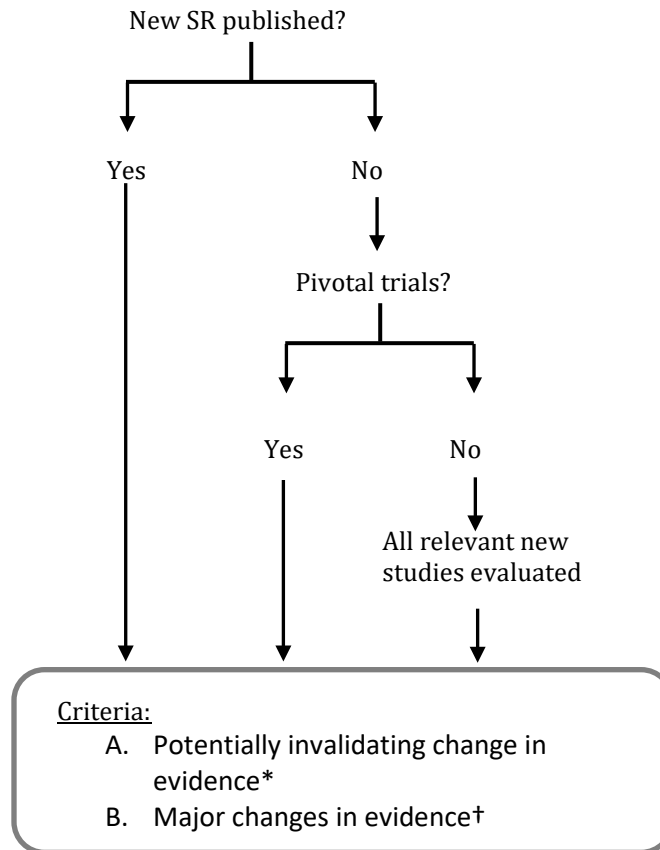 New SR published?
Yes
No
Pivotal trials?
Yes
No
All relevant new
studies evaluated
Criteria:
A. Potentially invalidating change in
evidence*
B. Major changes in evidence†